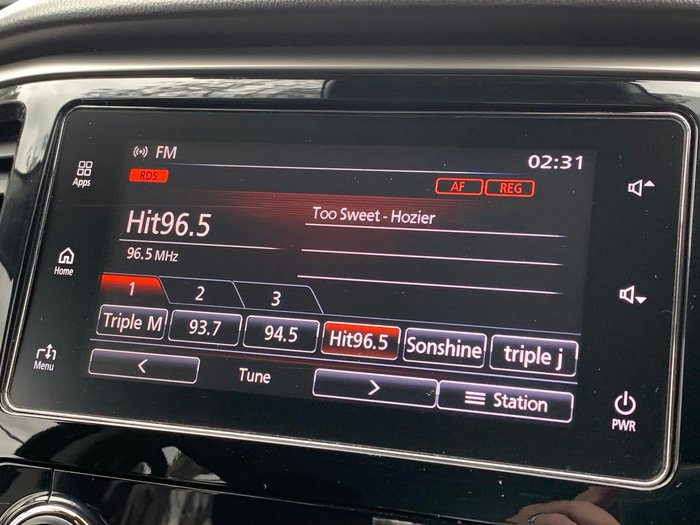 FM
02:31
RDS
AF
REG
Apps
Hit96.5
Too Sweet - Hozier
96.5 MHz
Home
1
2
3
Triple M
93.7
94.5
Hit96.5
Sonshine
triple j
Menu
<
Tune
>
Station
PWR